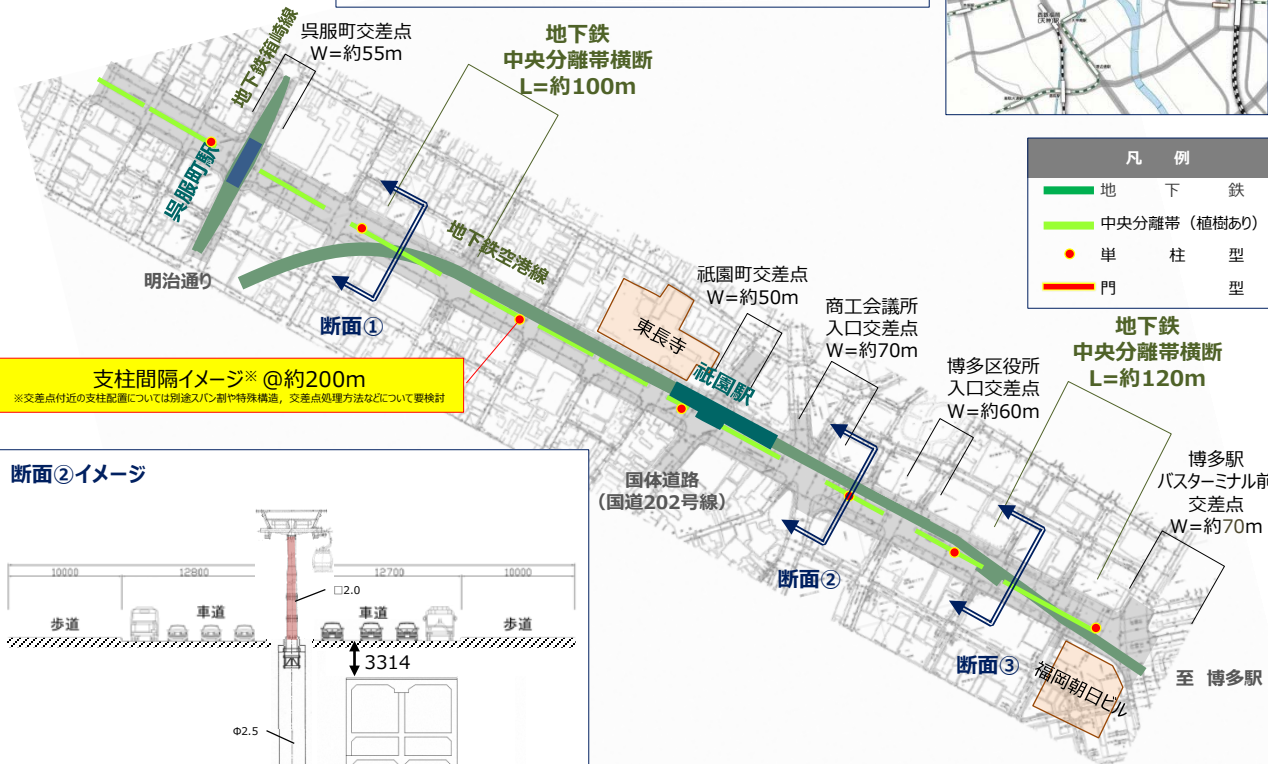 呉服町交差点
W=約55m
地下鉄箱崎線
地下鉄
中央分離帯横断
L=約100m
呉服町駅
明治通り
地下鉄空港線
断面①
東長寺
祇園町交差点
W=約50m
商工会議所
入口交差点
W=約70m
祇園駅
博多区役所
入口交差点
W=約60m
凡 例
地 下 鉄
中央分離帯（植樹あり）
単 柱 型
門 型
地下鉄
中央分離帯横断
L=約120m
博多駅
バスターミナル前
交差点
W=約70m
支柱間隔イメージ※ @約200m
※交差点付近の支柱配置については別途スパン割や特殊構造，交差点処理方法などについて要検討
国体道路
（国道202号線）
断面②
断面③
福岡朝日ビル
至 博多駅
断面②イメージ
10000
12800
12700
10000
□2.0
歩道
車道
車道
歩道
3314
Φ2.5